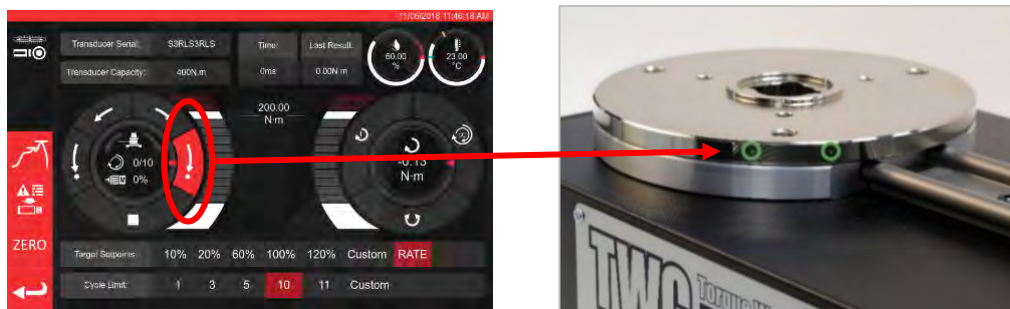 11/06/2018 11:46:18 AM
Transducer Serial: S3RLS3RLS Time: Last Result:
Transducer Capacity: 400N.m 0ms 0.00N·m
60.00
%
23.00
°C
200.00
N·m
0/10
0%
-0.13
N·m
ZERO
Target Setpoints: 10% 20% 60% 100% 120% Custom RATE
Cycle Limit: 1 3 5 10 11 Custom
TWC